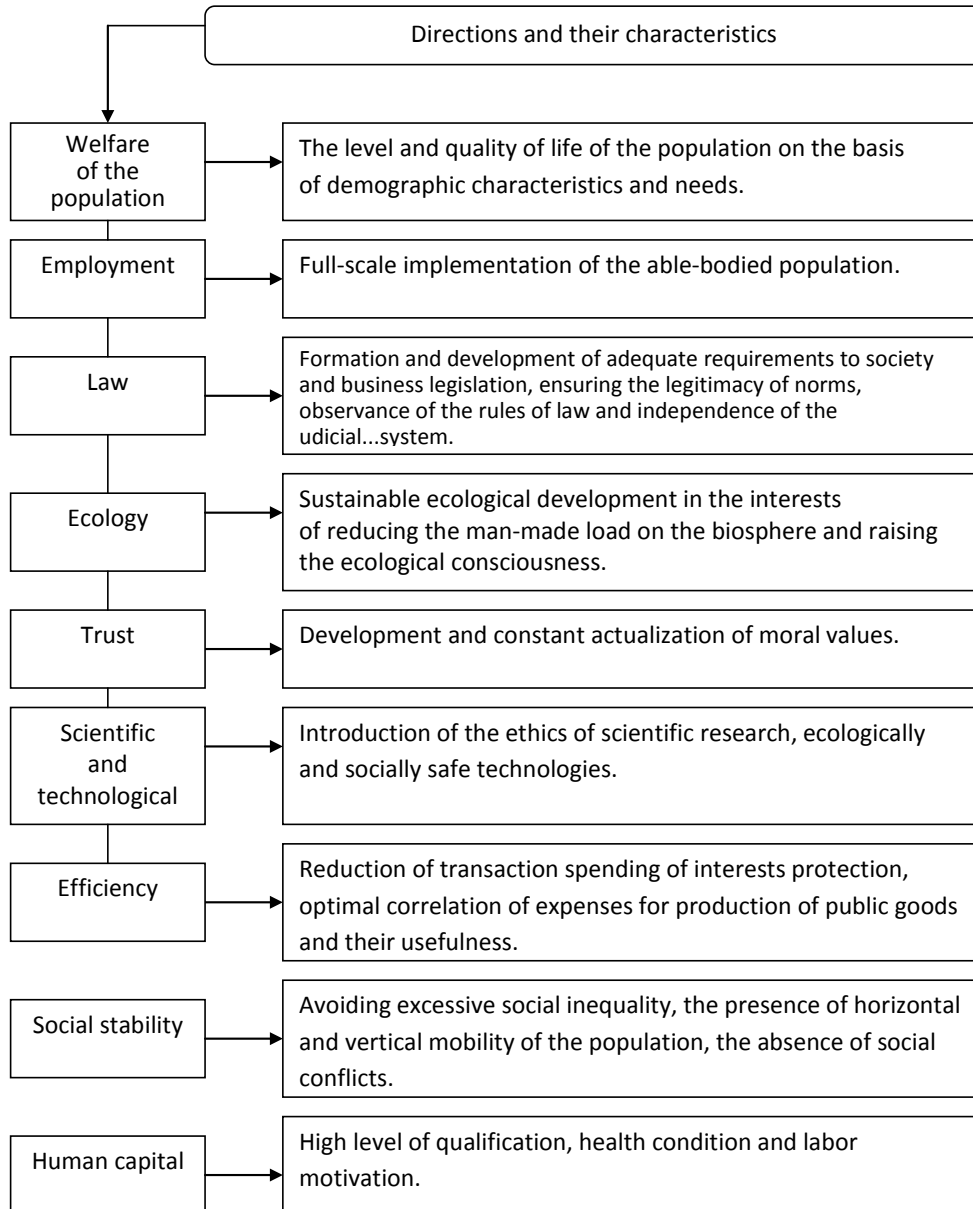 Directions and their characteristics
Welfare
of the
population
The level and quality of life of the population on the basis
of demographic characteristics and needs.
Employment
Full-scale implementation of the able-bodied population.
Law
Formation and development of adequate requirements to society
and business legislation, ensuring the legitimacy of norms,
observance of the rules of law and independence of the
udicial...system.
Ecology
Sustainable ecological development in the interests
of reducing the man-made load on the biosphere and raising
the ecological consciousness.
Trust
Development and constant actualization of moral values.
Scientific
and
technological
Introduction of the ethics of scientific research, ecologically
and socially safe technologies.
Efficiency
Reduction of transaction spending of interests protection,
optimal correlation of expenses for production of public goods
and their usefulness.
Social stability
Avoiding excessive social inequality, the presence of horizontal
and vertical mobility of the population, the absence of social
conflicts.
Human capital
High level of qualification, health condition and labor
motivation.